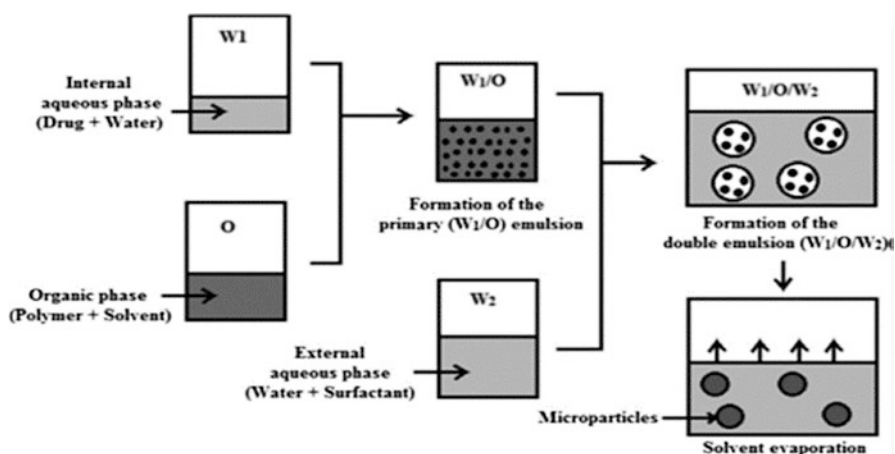 W1
Internal
aqueous phase
(Drug + Water)
O
Organic phase
(Polymer + Solvent)
W₁/O
Formation of the
primary (W₁/O) emulsion
W₂
External
aqueous phase
(Water + Surfactant)
W₁/O/W₂
Formation of the
double emulsion (W₁/O/W₂)
Microparticles
Solvent evaporation